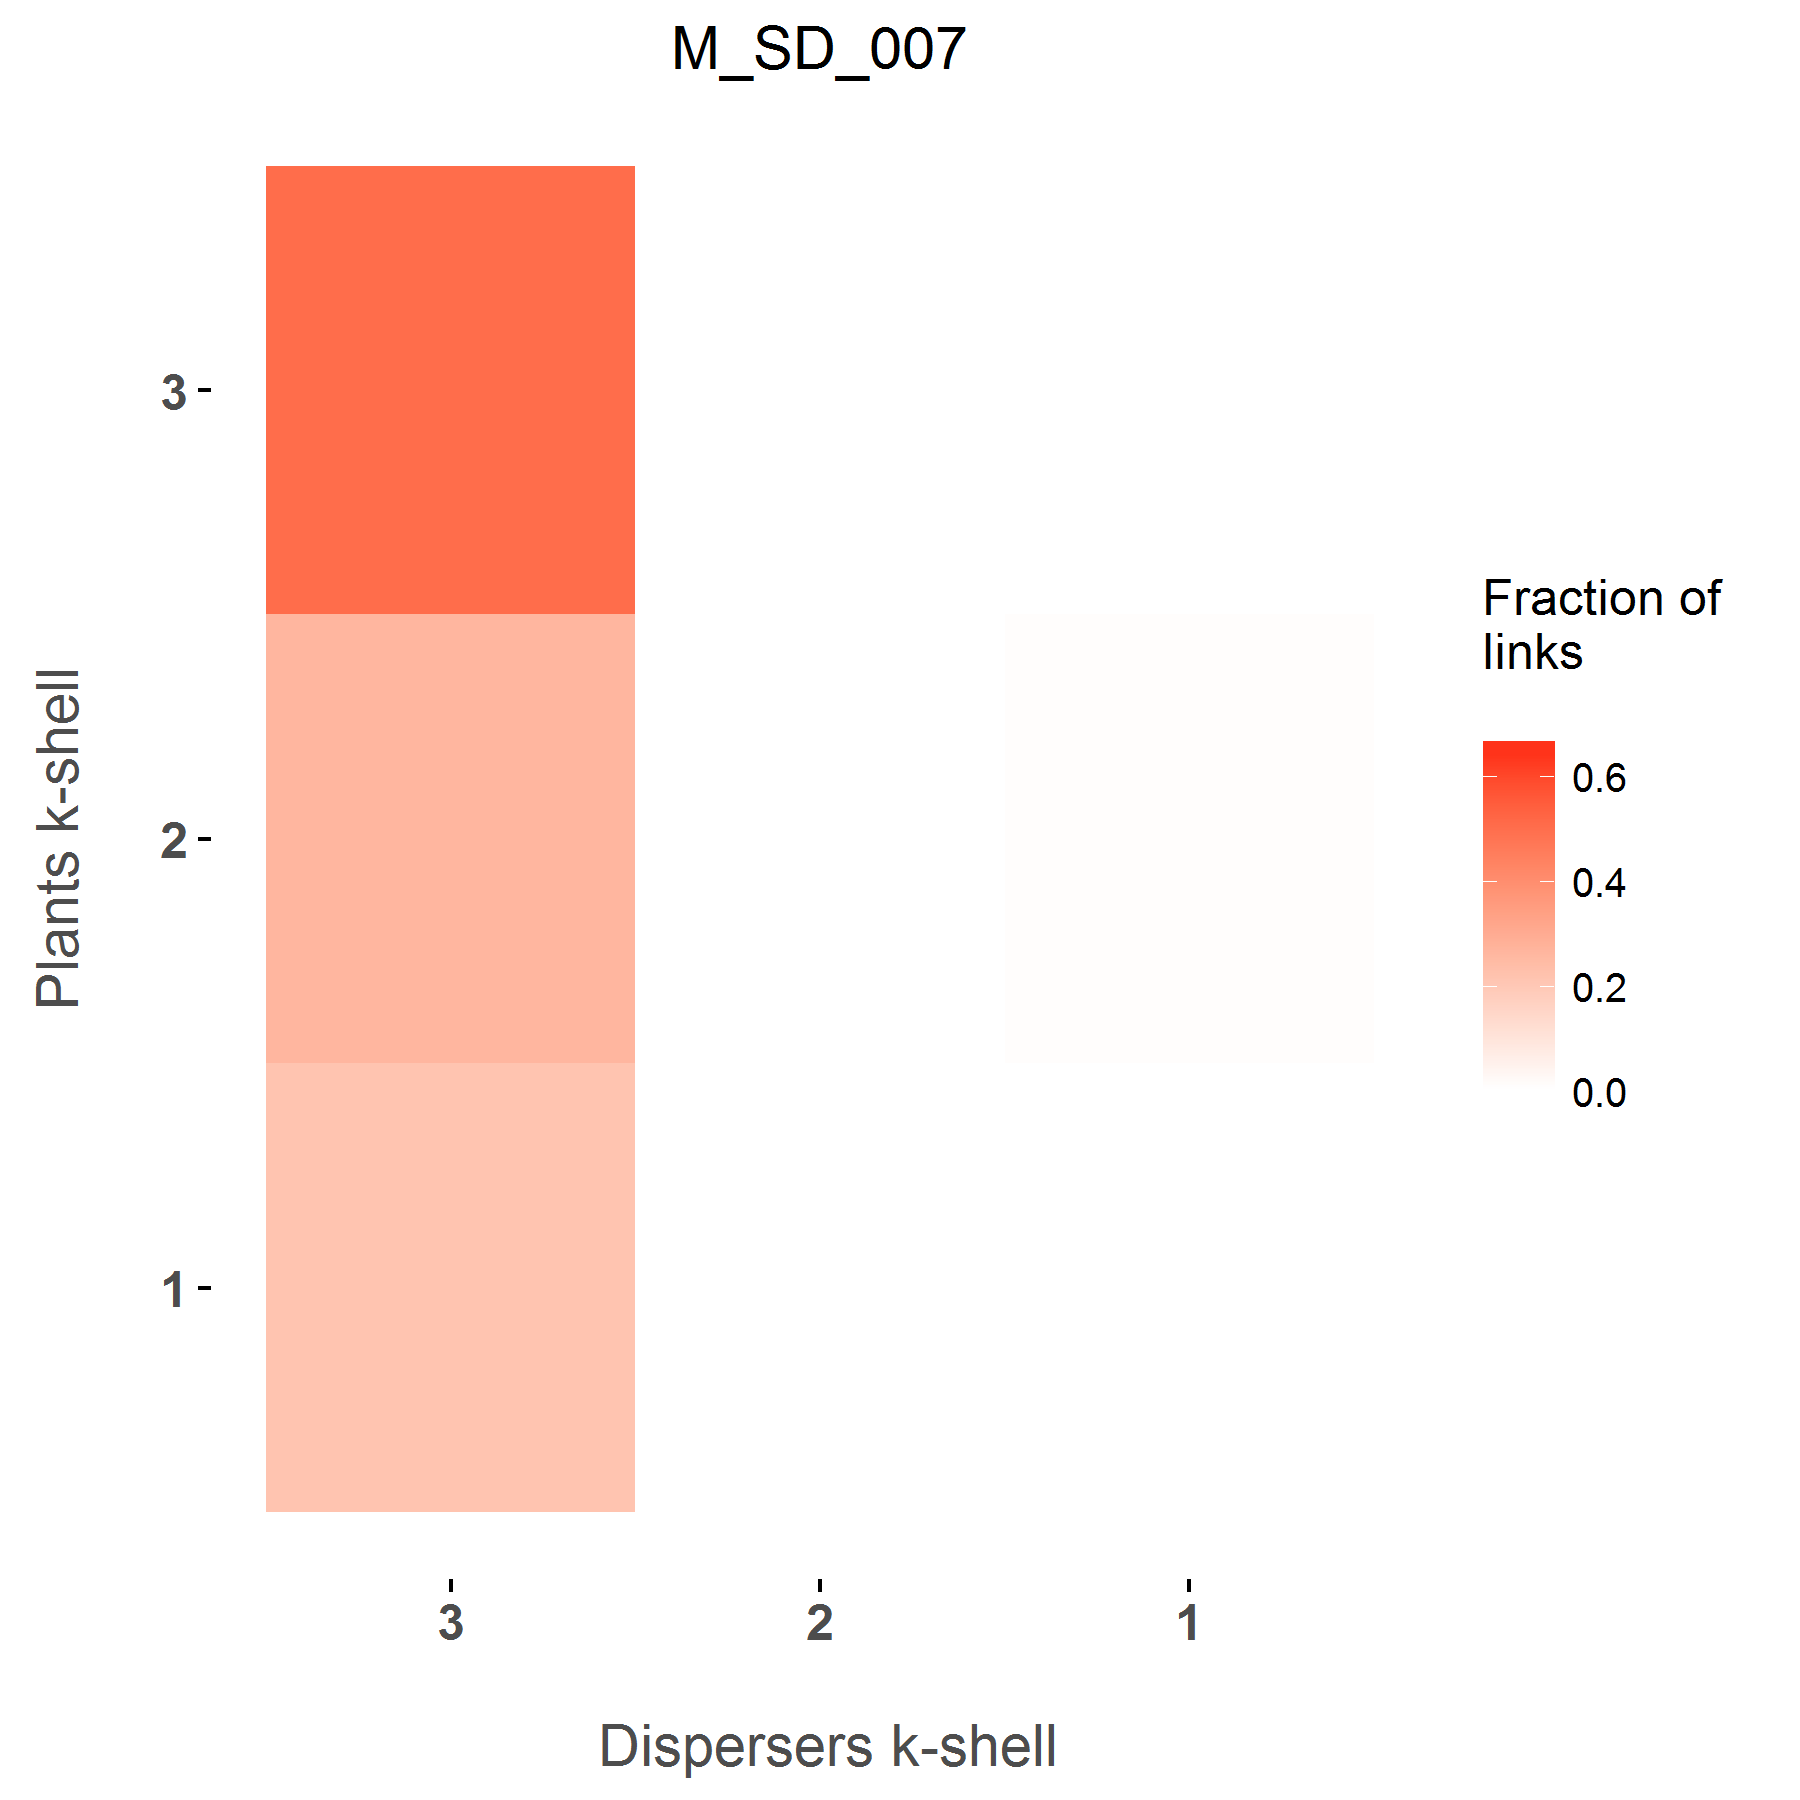 M_SD_007
Plants k-shell
3
2
1
3 2 1
Dispersers k-shell
Fraction of
links
0.6
0.4
0.2
0.0